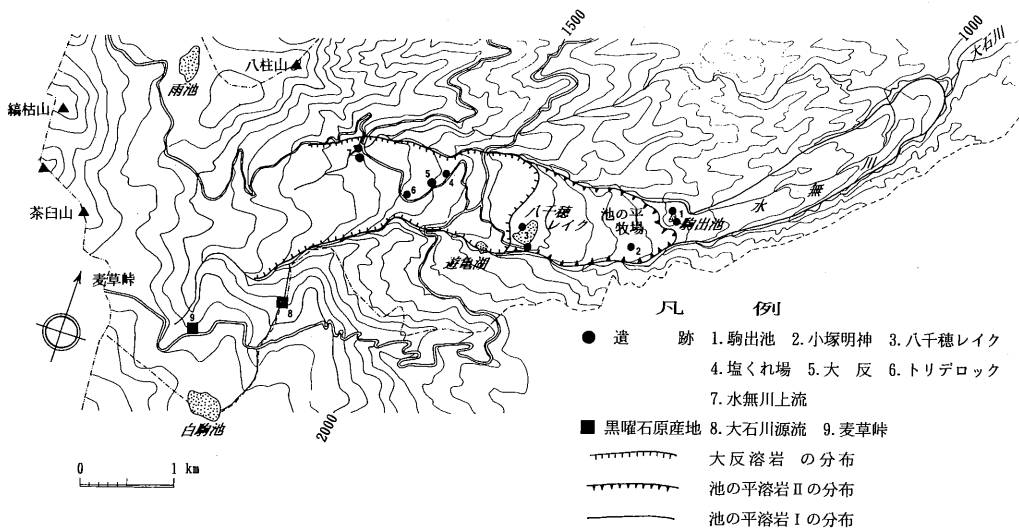 1500
1000
大石川
八柱山
雨池
縞枯山
茶臼山
麦草峠
7
5
4
6
八千穂
レイク
3
池の平
牧場
2
1
駒出池
水
無
川
遊亀湖
8
9
白駒池
2000
0 1 km
凡 例
遺 跡 1.駒出池 2.小塚明神 3.八千穂レイク
4.塩くれ場 5.大 反 6.トリデロック
7.水無川上流
黒曜石原産地 8.大石川源流 9.麦草峠
大反溶岩 の分布
池の平溶岩Ⅱの分布
池の平溶岩Ⅰの分布